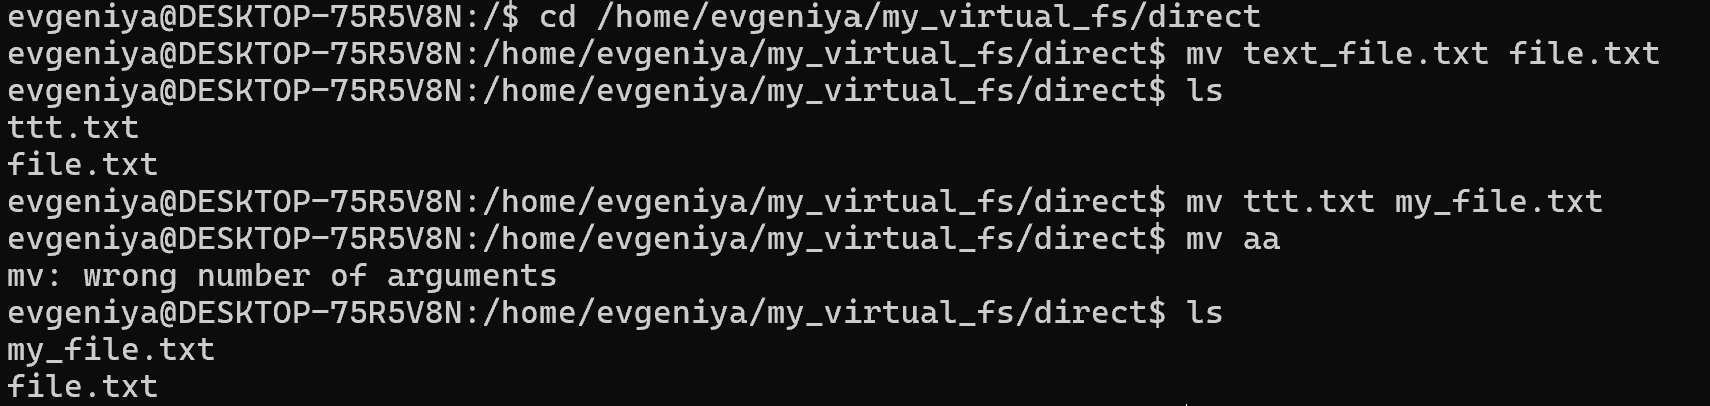 evgeniya@DESKTOP-75R5V8N:/$ cd /home/evgeniya/my_virtual_fs/direct
evgeniya@DESKTOP-75R5V8N:/home/evgeniya/my_virtual_fs/direct$ mv text_file.txt file.txt
evgeniya@DESKTOP-75R5V8N:/home/evgeniya/my_virtual_fs/direct$ ls
ttt.txt
file.txt
evgeniya@DESKTOP-75R5V8N:/home/evgeniya/my_virtual_fs/direct$ mv ttt.txt my_file.txt
evgeniya@DESKTOP-75R5V8N:/home/evgeniya/my_virtual_fs/direct$ mv aa
mv: wrong number of arguments
evgeniya@DESKTOP-75R5V8N:/home/evgeniya/my_virtual_fs/direct$ ls
my_file.txt
file.txt